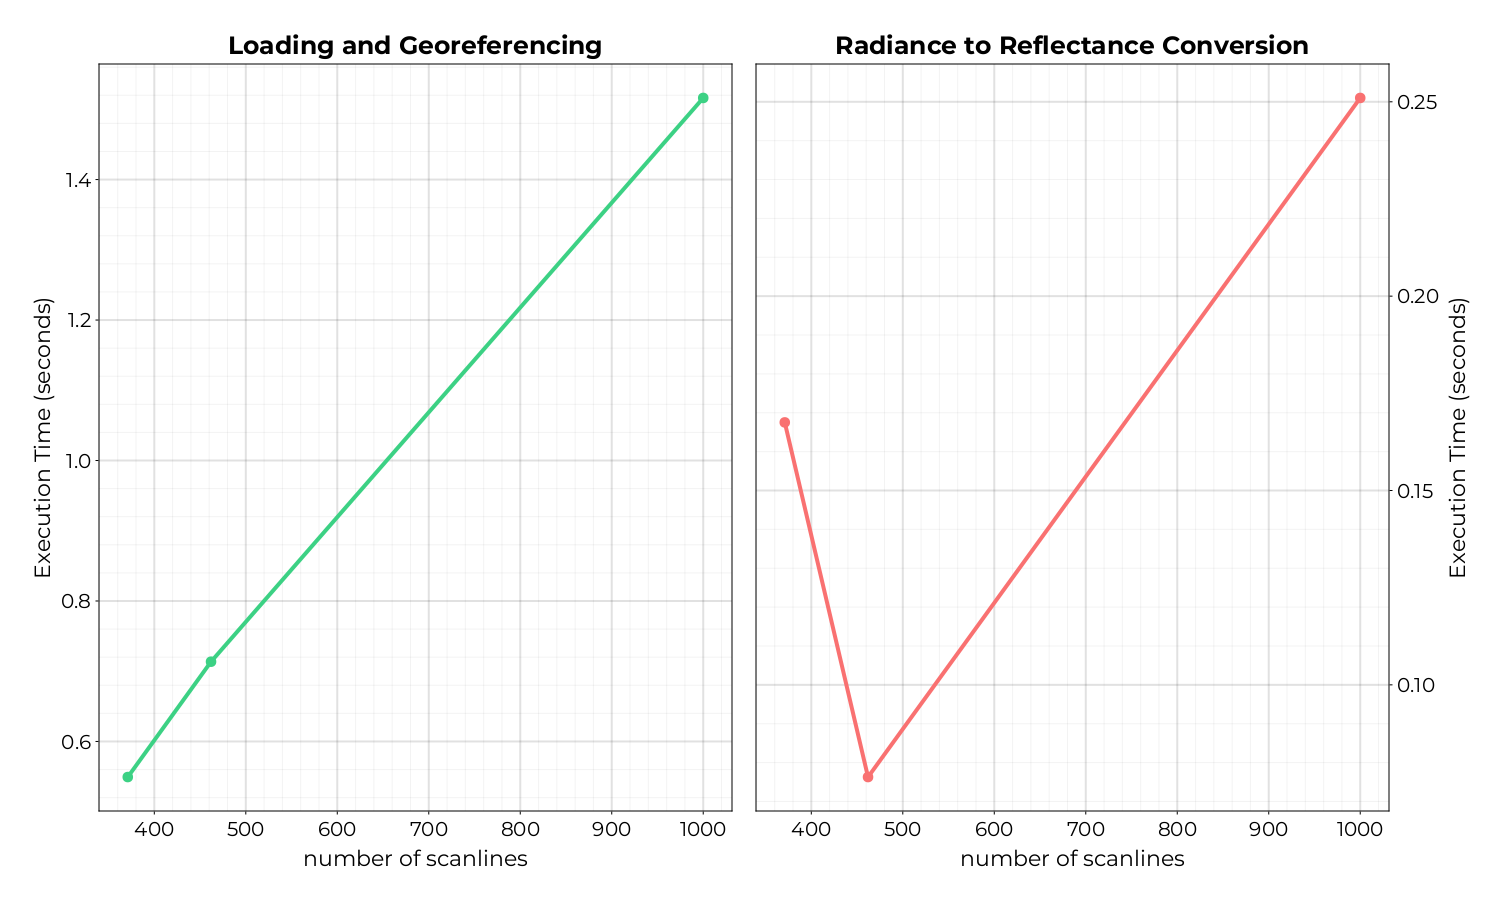 Loading and Georeferencing
Execution Time (seconds)
1.4
1.2
1.0
0.8
0.6
400 500 600 700 800 900 1000
number of scanlines
Radiance to Reflectance Conversion
0.25
0.20
0.15
0.10
Execution Time (seconds)
400 500 600 700 800 900 1000
number of scanlines